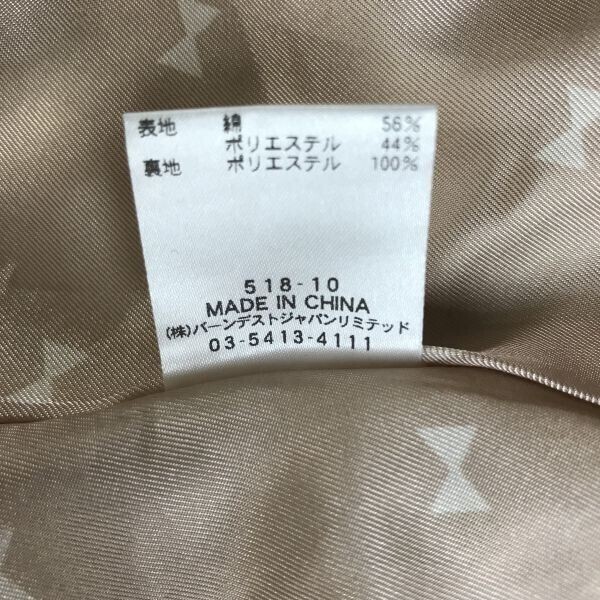 表地 綿 56%
ポリエステル 44%
裏地 ポリエステル 100%
518-10
MADE IN CHINA
(株)バーンデストジャパンリミテッド
03-5413-4111